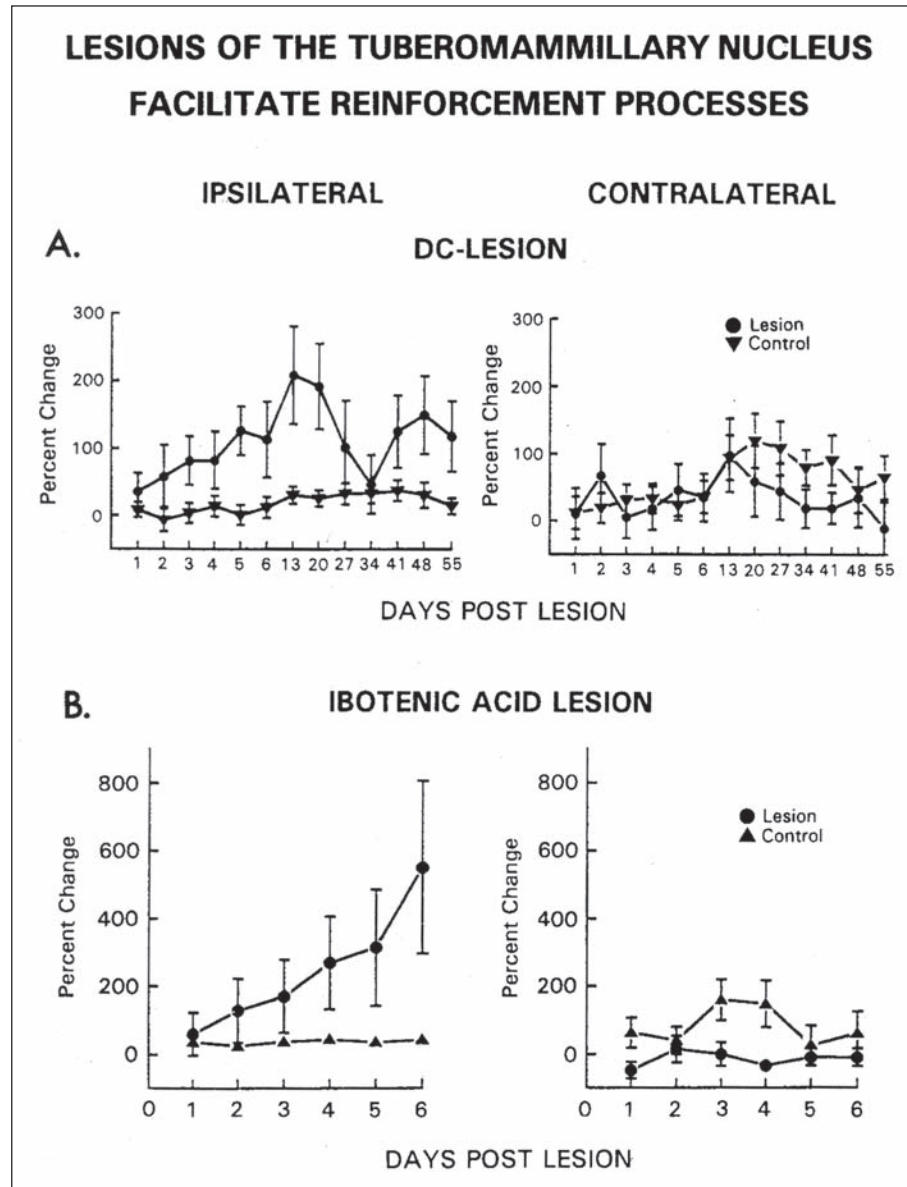 LESIONS OF THE TUBEROMAMMILLARY NUCLEUS
FACILITATE REINFORCEMENT PROCESSES
IPSILATERAL
CONTRALATERAL
A.
DC-LESION
300
200
100
0
Percent Change
1 2 3 4 5 6 13 20 27 34 41 48 55
300
200
100
0
Percent Change
Lesion
Control
1 2 3 4 5 6 13 20 27 34 41 48 55
DAYS POST LESION
B.
IBOTENIC ACID LESION
800
600
400
200
0
Percent Change
0 1 2 3 4 5 6
800
600
400
200
0
Percent Change
Lesion
Control
0 1 2 3 4 5 6
DAYS POST LESION